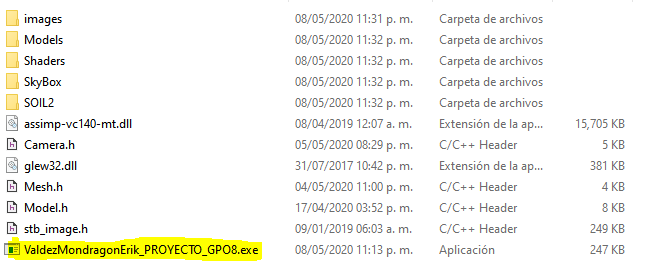 images 08/05/2020 11:31 p. m. Carpeta de archivos
Models 08/05/2020 11:32 p. m. Carpeta de archivos
Shaders 08/05/2020 11:32 p. m. Carpeta de archivos
SkyBox 08/05/2020 11:32 p. m. Carpeta de archivos
SOIL2 08/05/2020 11:32 p. m. Carpeta de archivos
assimp-vc140-mt.dll 08/04/2019 12:07 a. m. Extensión de la ap... 15,705 KB
Camera.h 05/05/2020 08:29 p. m. C/C++ Header 5 KB
glew32.dll 31/07/2017 10:42 p. m. Extensión de la ap... 381 KB
Mesh.h 04/05/2020 11:00 p. m. C/C++ Header 4 KB
Model.h 17/04/2020 03:52 p. m. C/C++ Header 8 KB
stb_image.h 09/01/2019 06:03 a. m. C/C++ Header 249 KB
ValdezMondragonErik_PROYECTO_GPO8.exe 08/05/2020 11:13 p. m. Aplicación 247 KB